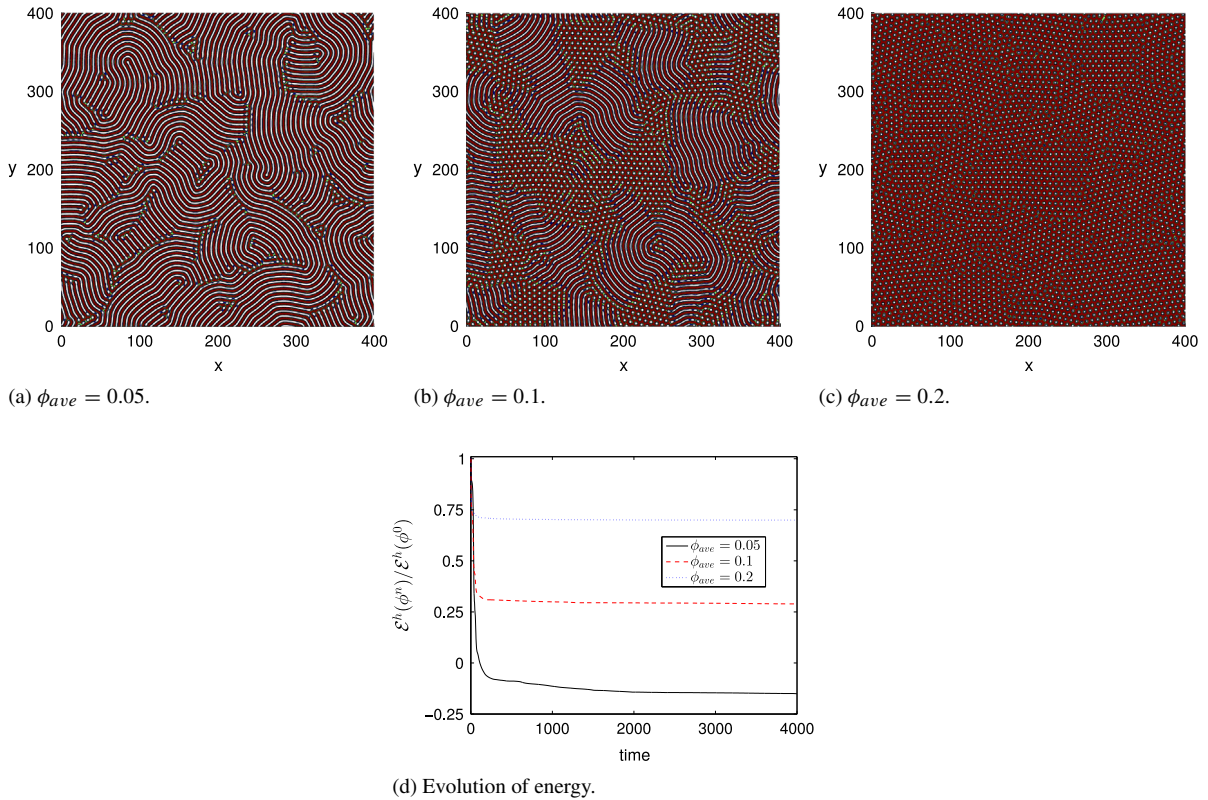 400
300
y
200
100
0
0
100
200
300
400
x
(a) ϕ_ave = 0.05.
400
300
y
200
100
0
0
100
200
300
400
x
(b) ϕ_ave = 0.1.
400
300
y
200
100
0
0
100
200
300
400
x
(c) ϕ_ave = 0.2.
1
0.75
0.5
0.25
0
−0.25
ℰ^h(ϕ^n)/ℰ^h(ϕ^0)
ϕ_ave = 0.05
ϕ_ave = 0.1
ϕ_ave = 0.2
0
1000
2000
3000
4000
time
(d) Evolution of energy.